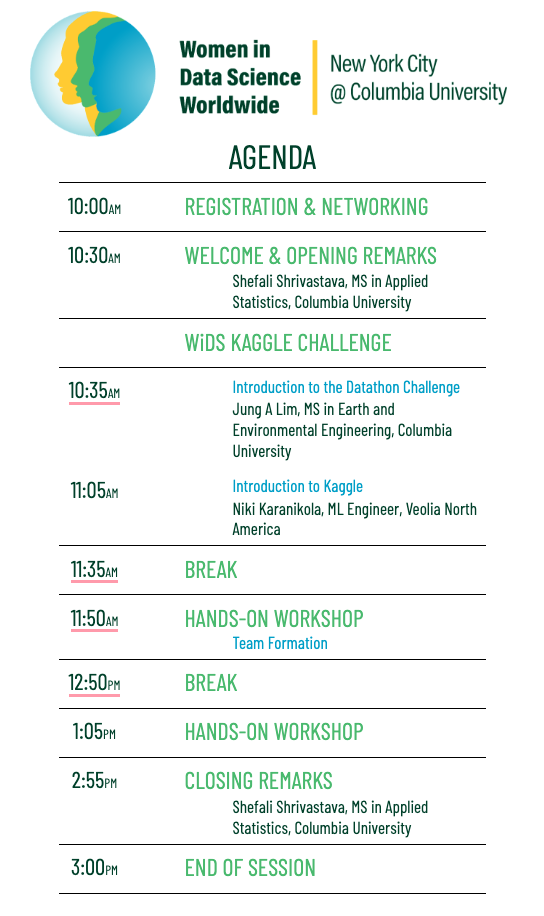 Women in
Data Science
Worldwide
New York City
@ Columbia University
AGENDA
10:00AM REGISTRATION & NETWORKING
10:30AM WELCOME & OPENING REMARKS
Shefali Shrivastava, MS in Applied
Statistics, Columbia University
WiDS KAGGLE CHALLENGE
10:35AM Introduction to the Datathon Challenge
Jung A Lim, MS in Earth and
Environmental Engineering, Columbia
University
11:05AM Introduction to Kaggle
Niki Karanikola, ML Engineer, Veolia North
America
11:35AM BREAK
11:50AM HANDS-ON WORKSHOP
Team Formation
12:50PM BREAK
1:05PM HANDS-ON WORKSHOP
2:55PM CLOSING REMARKS
Shefali Shrivastava, MS in Applied
Statistics, Columbia University
3:00PM END OF SESSION